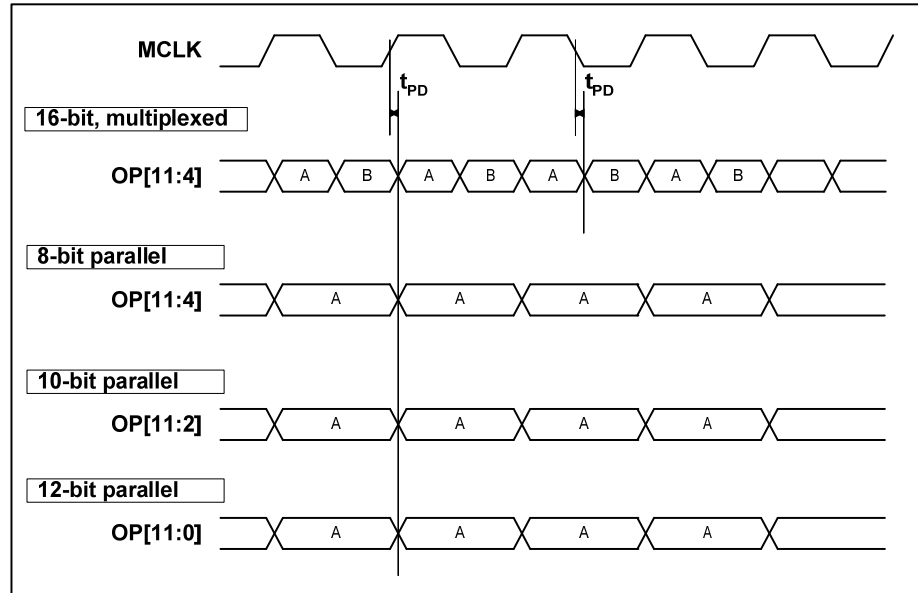 MCLK
tPD tPD
16-bit, multiplexed
OP[11:4] A B A B A B A B
8-bit parallel
OP[11:4] A A A A
10-bit parallel
OP[11:2] A A A A
12-bit parallel
OP[11:0] A A A A